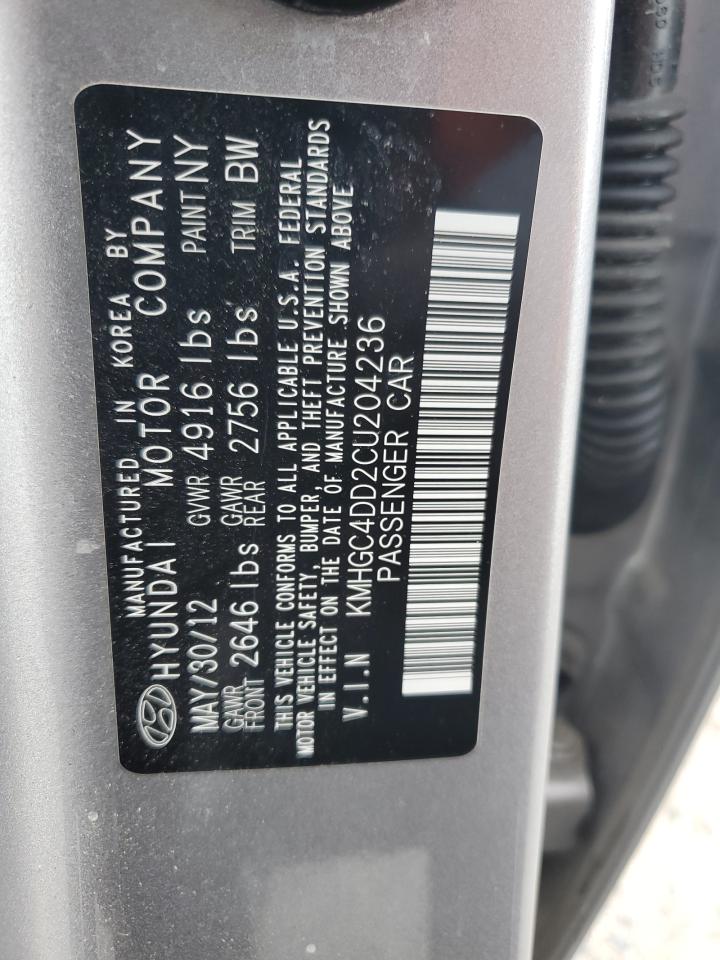 MANUFACTURED IN KOREA BY
HYUNDAI MOTOR COMPANY
MAY/30/12 GVWR 4916 lbs PAINT NY
GAWR FRONT 2646 lbs GAWR REAR 2756 lbs TRIM BW
THIS VEHICLE CONFORMS TO ALL APPLICABLE U.S.A. FEDERAL
MOTOR VEHICLE SAFETY, BUMPER, AND THEFT PREVENTION STANDARDS
IN EFFECT ON THE DATE OF MANUFACTURE SHOWN ABOVE
V.I.N KMHGC4DD2CU204236
PASSENGER CAR